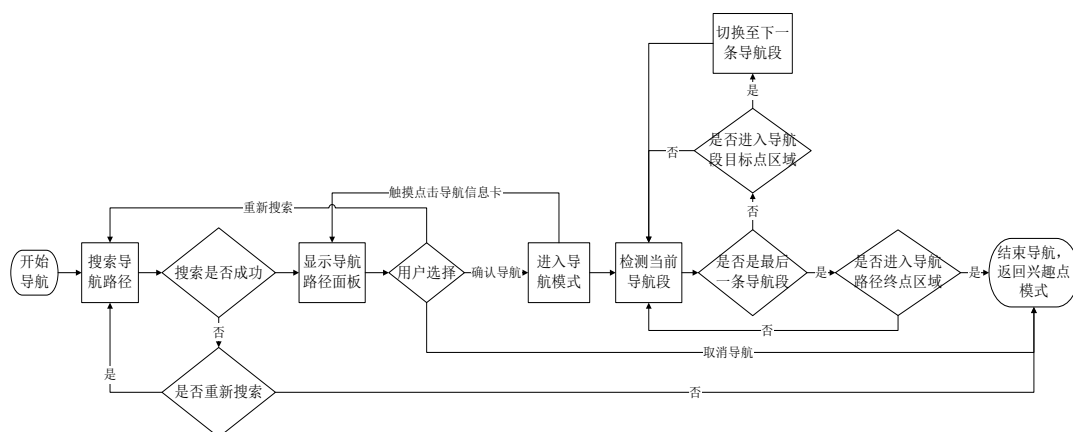 切换至下一
条导航段
是
是否进入导航
段目标点区域
否
触摸点击导航信息卡
重新搜索
否
开始
导航
搜索导
航路径
搜索是否成功
显示导航
路径面板
用户选择
确认导航
进入导
航模式
检测当前
导航段
是否是最后
一条导航段
是
是否进入导航
路径终点区域
是
结束导航，
返回兴趣点
模式
否
否
取消导航
是
是否重新搜索
否